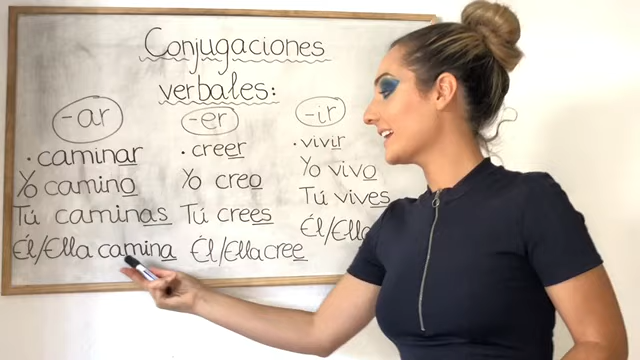 Conjugaciones
verbales:
-ar
· caminar
Yo camino
Tú caminas
Él/Ella camina
-er
· creer
Yo creo
Tú crees
Él/Ella cree
-ir
· vivir
Yo vivo
Tú vives
Él/Ella